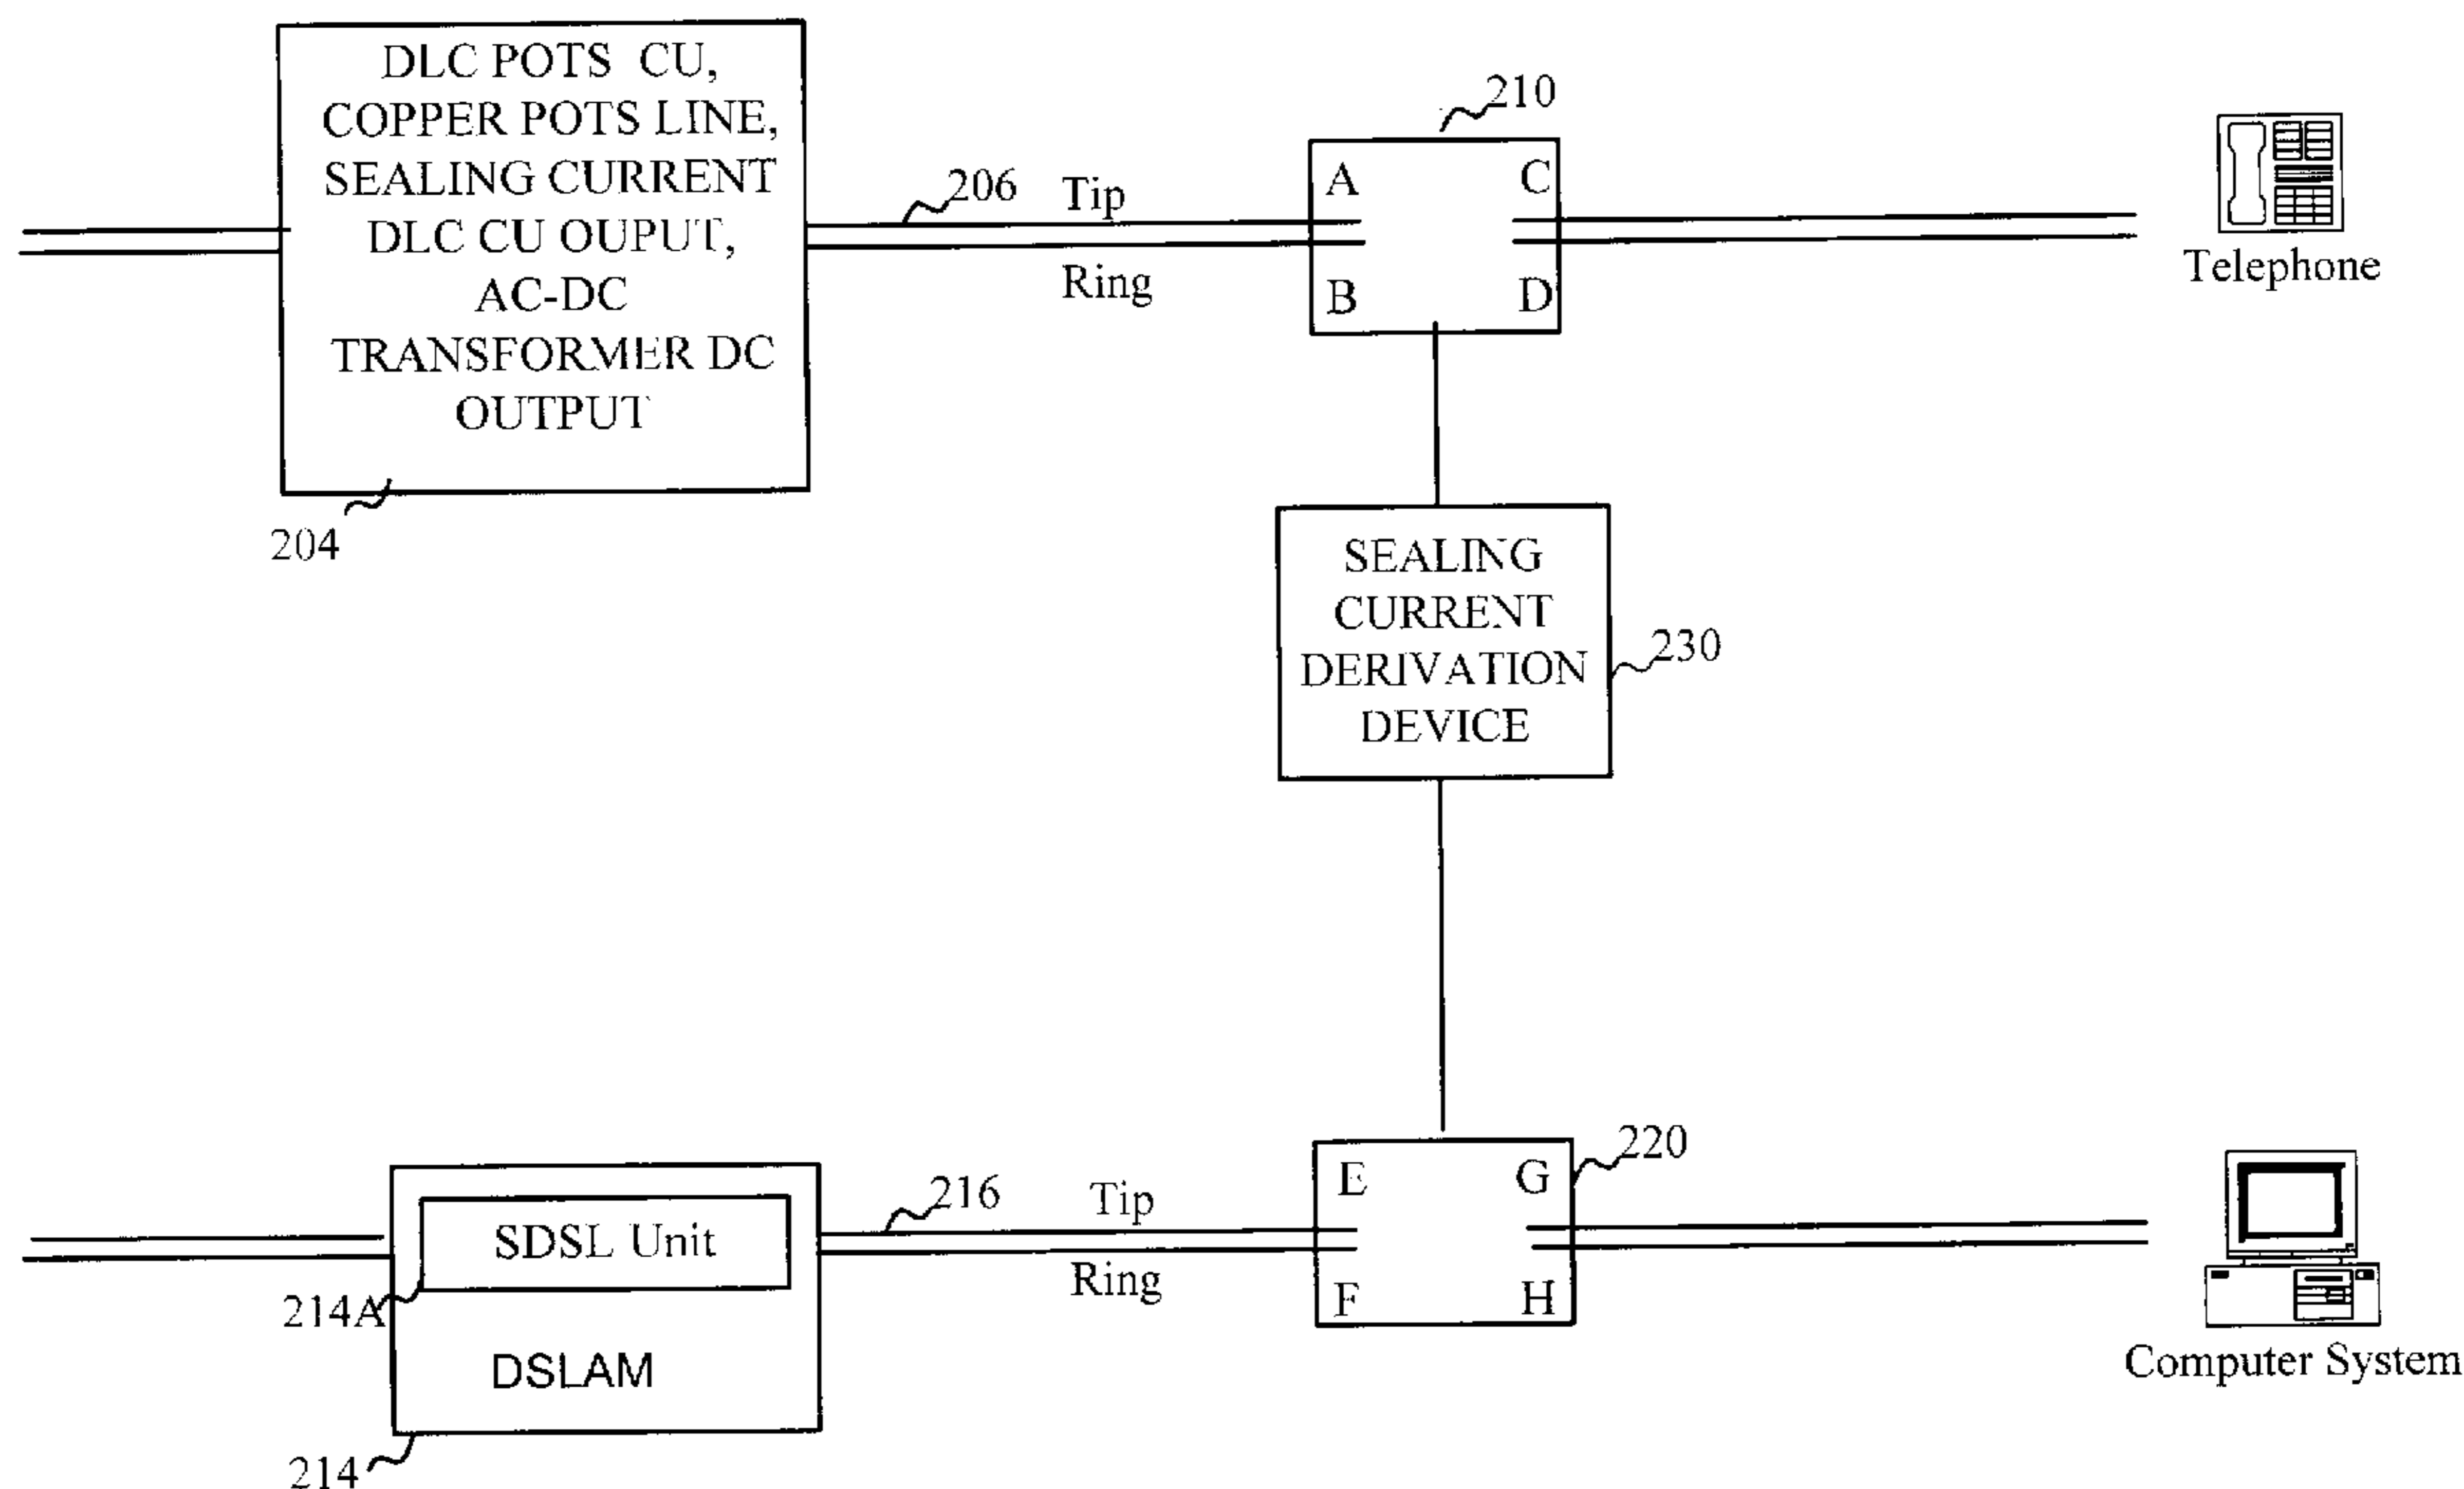 DLC POTS CU,
COPPER POTS LINE,
SEALING CURRENT
DLC CU OUPUT,
AC-DC
TRANSFORMER DC
OUTPUT
204
206
Tip
Ring
210
A
C
B
D
Telephone
SEALING
CURRENT
DERIVATION
DEVICE
230
SDSL Unit
214A
DSLAM
214
216
Tip
Ring
220
E
G
F
H
Computer System